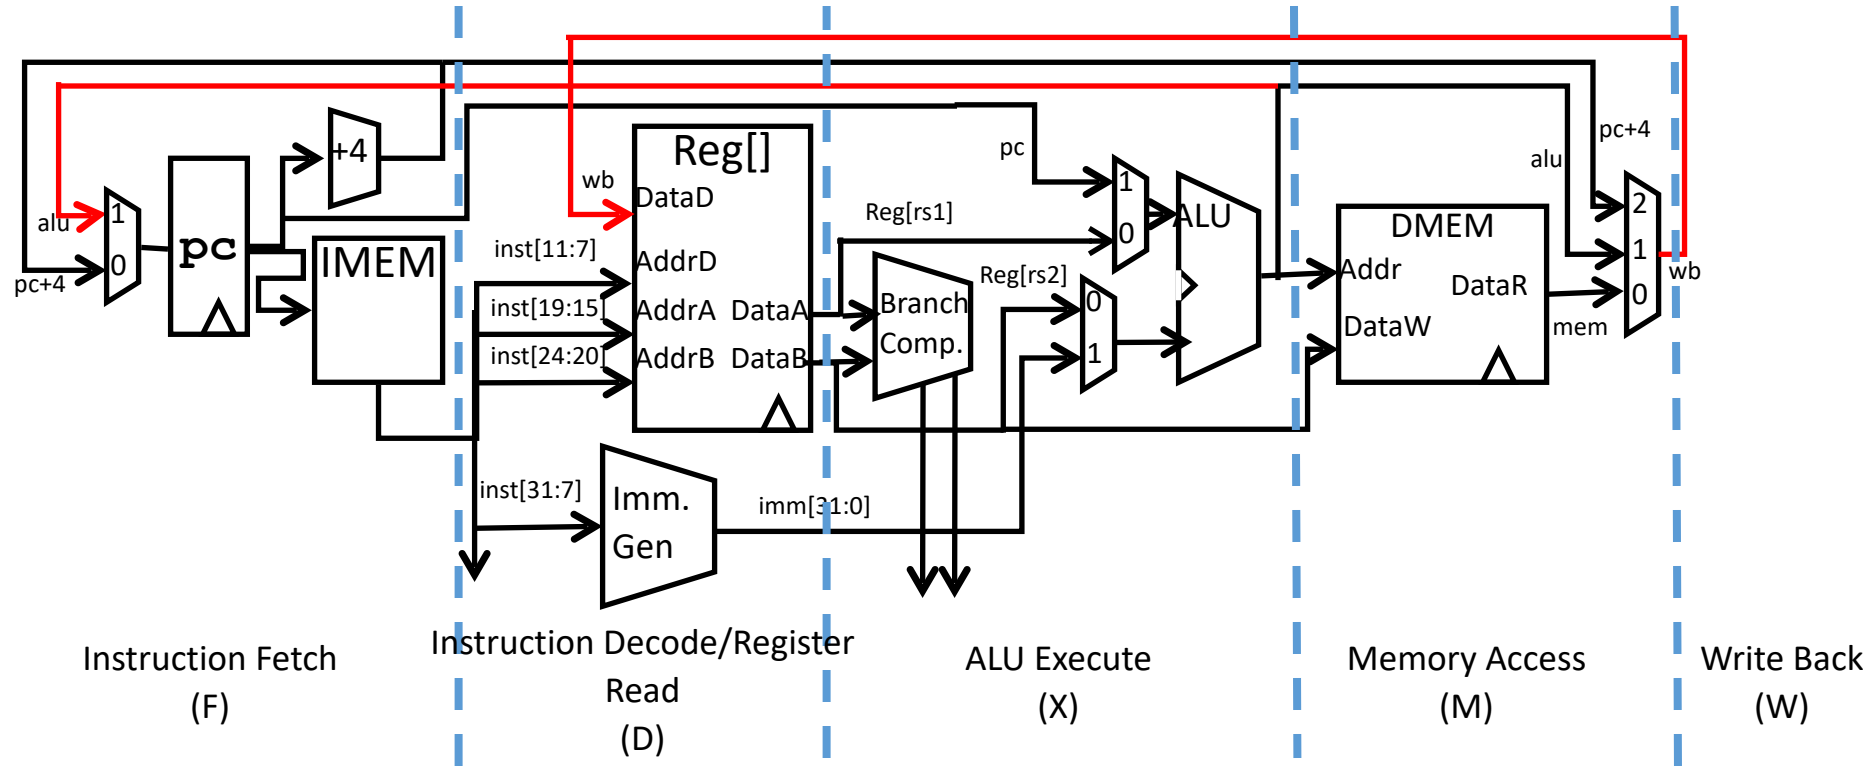 +4
pc
IMEM
alu
1
0
pc+4
wb
Reg[]
DataD
AddrD
AddrA
DataA
AddrB
DataB
inst[11:7]
inst[19:15]
inst[24:20]
inst[31:7]
Imm.
Gen
imm[31:0]
pc
Reg[rs1]
Reg[rs2]
Branch
Comp.
1
0
0
1
ALU
DMEM
Addr
DataR
DataW
pc+4
alu
mem
2
1
0
wb
Instruction Fetch
(F)
Instruction Decode/Register
Read
(D)
ALU Execute
(X)
Memory Access
(M)
Write Back
(W)